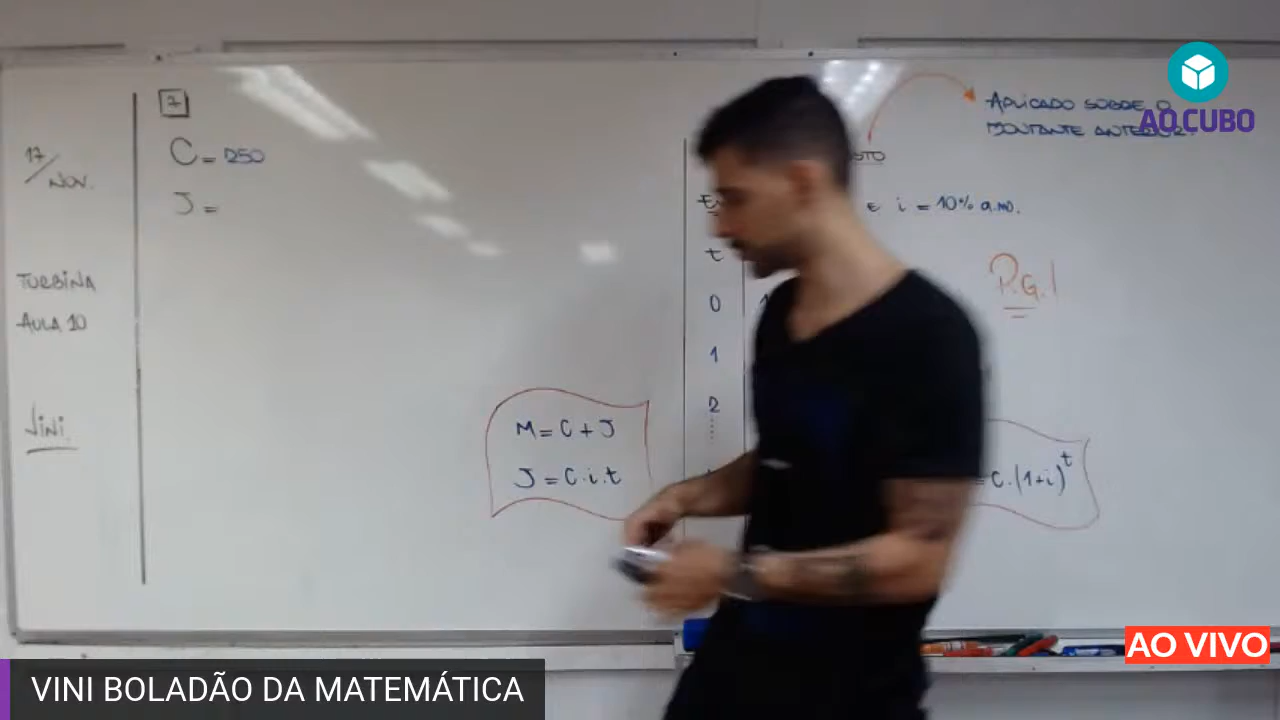 17/NOV.
TURBINA
AULA 10
Vini.
7
C = 1250
J =
M = C + J
J = C.i.t
APLICADO SOBRE O
MONTANTE ANTERIOR.
E i = 10% a.m.
t
0
1
2
P.G.!
= C.(1+i)^t
AO CUBO
AO VIVO
VINI BOLADÃO DA MATEMÁTICA